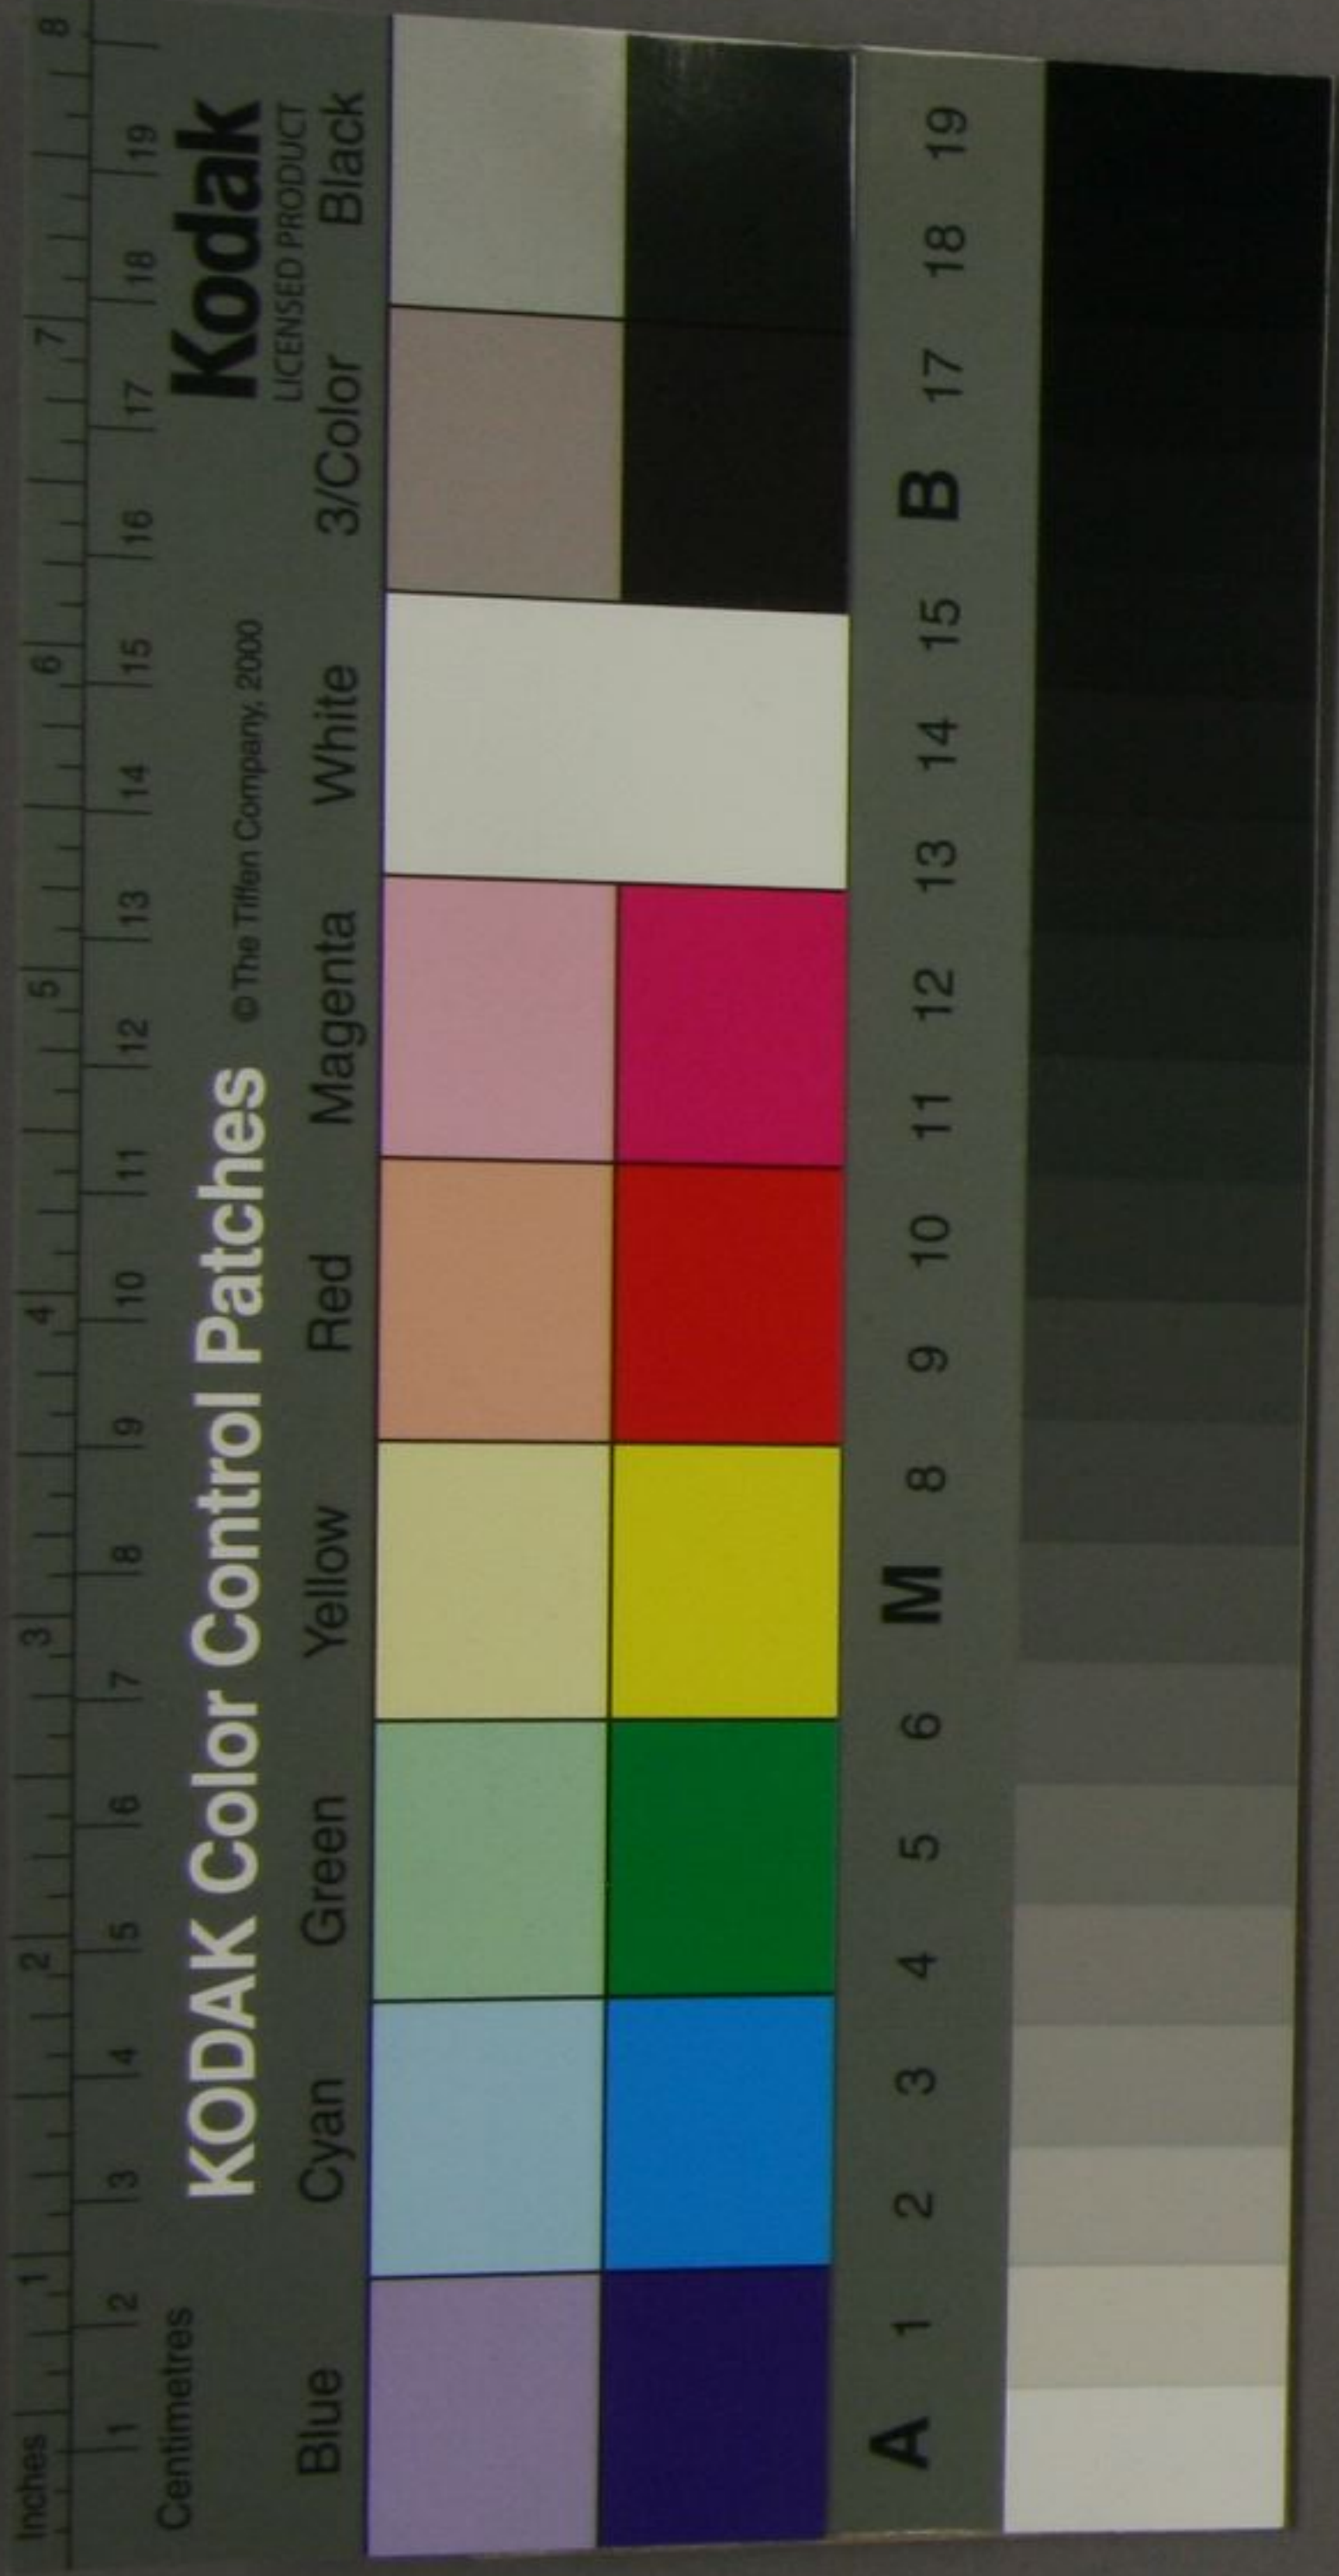 Inches 1 2 3 4 5 6 7 8
Centimetres 1 2 3 4 5 6 7 8 9 10 11 12 13 14 15 16 17 18 19
KODAK Color Control Patches © The Tiffen Company, 2000 Kodak
LICENSED PRODUCT
Blue Cyan Green Yellow Red Magenta White 3/Color Black
A 1 2 3 4 5 6 M 8 9 10 11 12 13 14 15 B 17 18 19